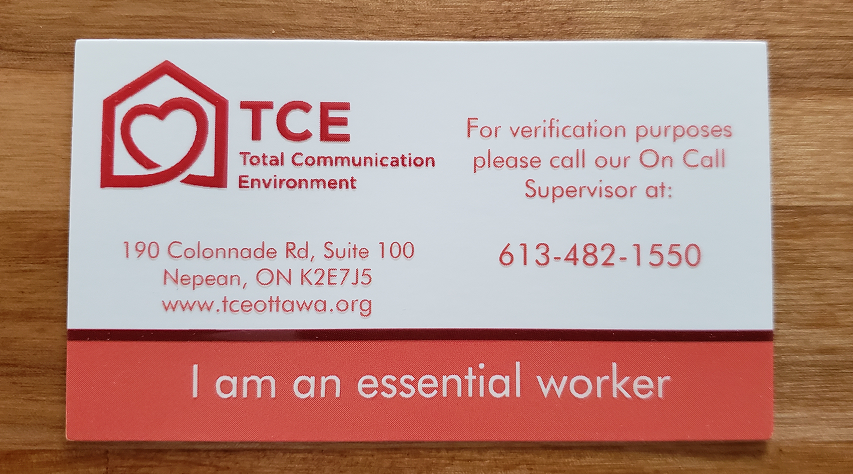 TCE
Total Communication
Environment
190 Colonnade Rd, Suite 100
Nepean, ON K2E7J5
www.tceottawa.org
For verification purposes
please call our On Call
Supervisor at:
613-482-1550
I am an essential worker